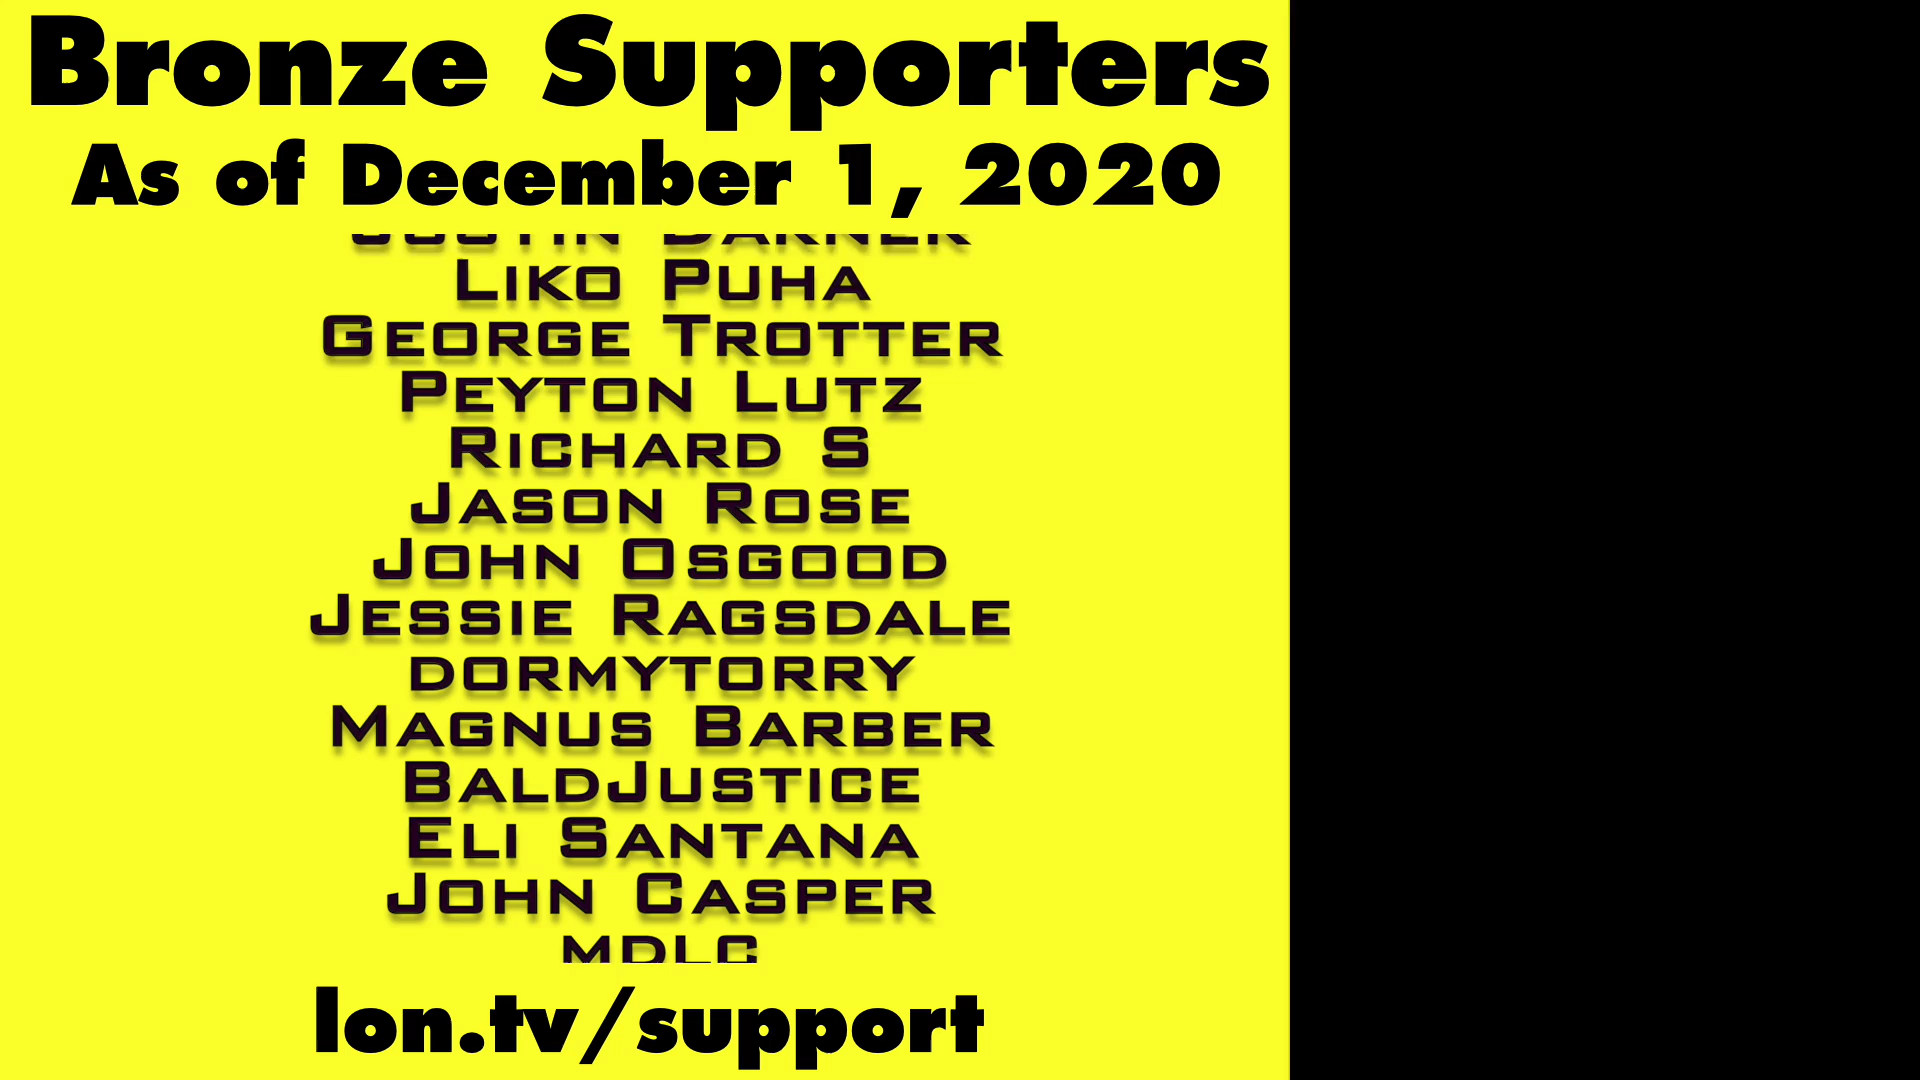 Bronze Supporters
As of December 1, 2020
Liko Puha
George Trotter
Peyton Lutz
Richard S
Jason Rose
John Osgood
Jessie Ragsdale
dormytorry
Magnus Barber
BaldJustice
Eli Santana
John Casper
mdlc
lon.tv/support